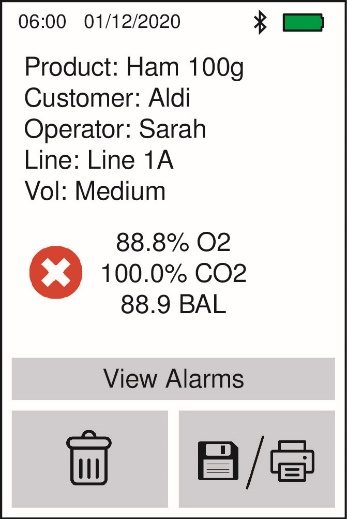 06:00 01/12/2020
Product: Ham 100g
Customer: Aldi
Operator: Sarah
Line: Line 1A
Vol: Medium
88.8% O2
100.0% CO2
88.9 BAL
View Alarms
/